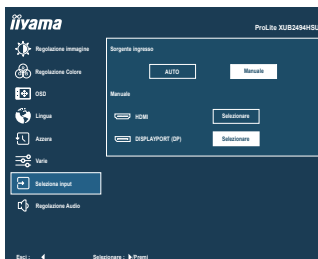 iiyama
ProLite XUB2494HSU
Regolazione immagine
Regolazione Colore
OSD
Lingua
Azzera
Varie
Seleziona input
Regolazione Audio
Sorgente ingresso
AUTO
Manuale
Manuale
HDMI
Selezionare
DISPLAYPORT (DP)
Selezionare
Esci :
Selezionare : Premi